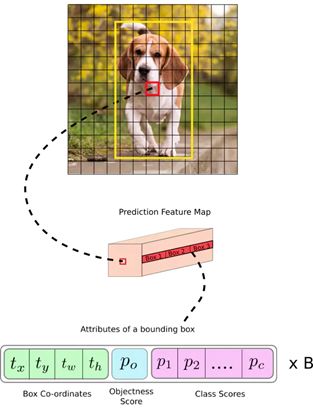 Prediction Feature Map
Box 1 Box 2 Box 3
Attributes of a bounding box
t_x t_y t_w t_h p_o p_1 p_2 .... p_c x B
Box Co-ordinates Objectness Score Class Scores